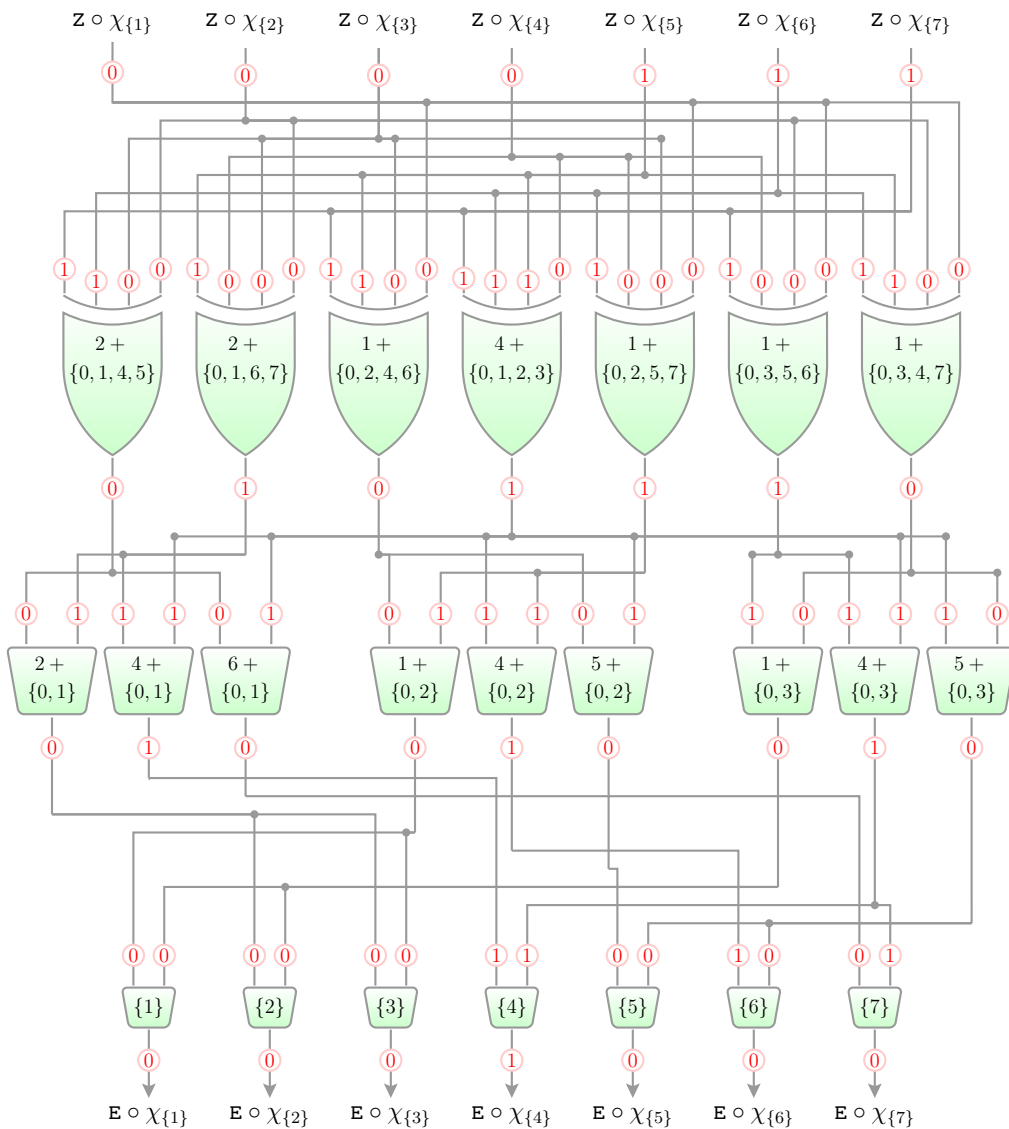 Z ∘ χ_{1} Z ∘ χ_{2} Z ∘ χ_{3} Z ∘ χ_{4} Z ∘ χ_{5} Z ∘ χ_{6} Z ∘ χ_{7}
0 0 0 0 1 1 1
1 1 0 0 1 0 0 0 1 1 0 0 1 1 1 0 1 0 0 0 1 0 0 0 1 1 0 0
2 + 2 + 1 + 4 + 1 + 1 + 1 +
{0, 1, 4, 5} {0, 1, 6, 7} {0, 2, 4, 6} {0, 1, 2, 3} {0, 2, 5, 7} {0, 3, 5, 6} {0, 3, 4, 7}
0 1 0 1 1 1 0
0 1 1 1 0 1 0 1 1 1 0 1 1 0 1 1 1 0
2 + 4 + 6 + 1 + 4 + 5 + 1 + 4 + 5 +
{0, 1} {0, 1} {0, 1} {0, 2} {0, 2} {0, 2} {0, 3} {0, 3} {0, 3}
0 1 0 0 1 0 0 1 0
0 0 0 0 0 0 1 1 0 0 1 0 0 1
{1} {2} {3} {4} {5} {6} {7}
0 0 0 1 0 0 0
E ∘ χ_{1} E ∘ χ_{2} E ∘ χ_{3} E ∘ χ_{4} E ∘ χ_{5} E ∘ χ_{6} E ∘ χ_{7}